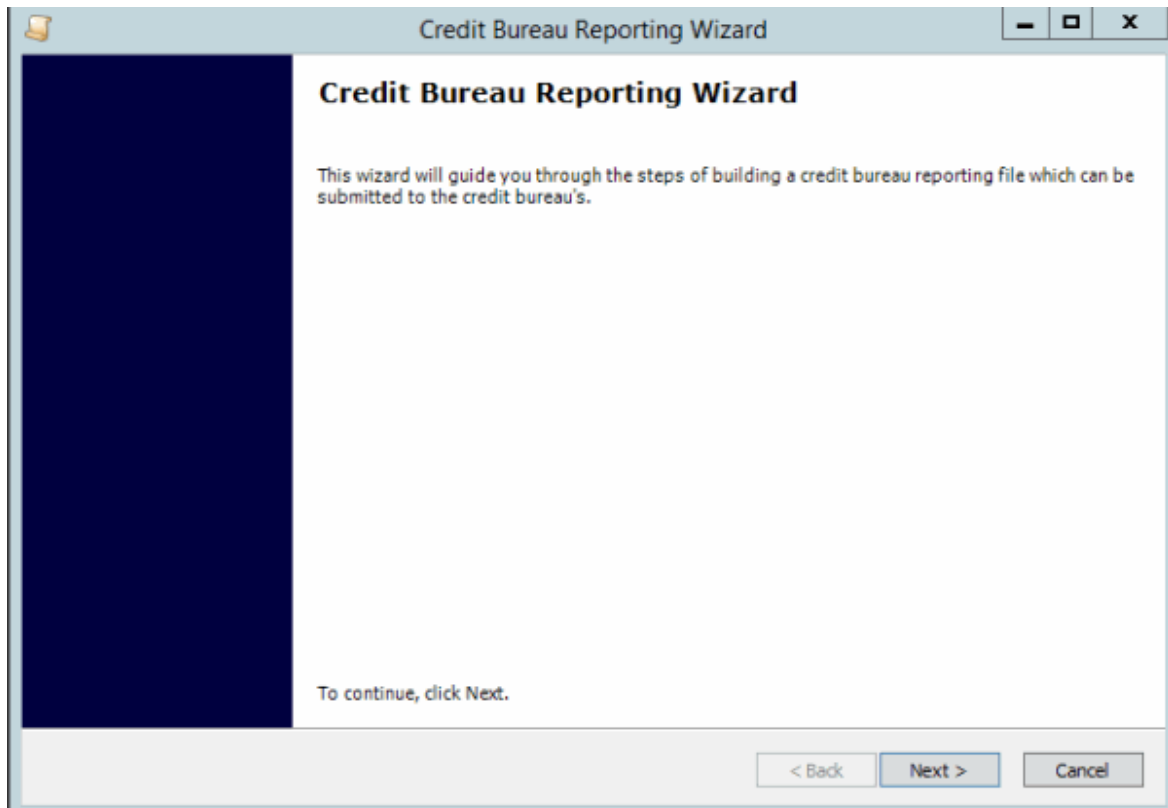 Credit Bureau Reporting Wizard
Credit Bureau Reporting Wizard
This wizard will guide you through the steps of building a credit bureau reporting file which can be
submitted to the credit bureau's.
To continue, click Next.
< Back Next > Cancel